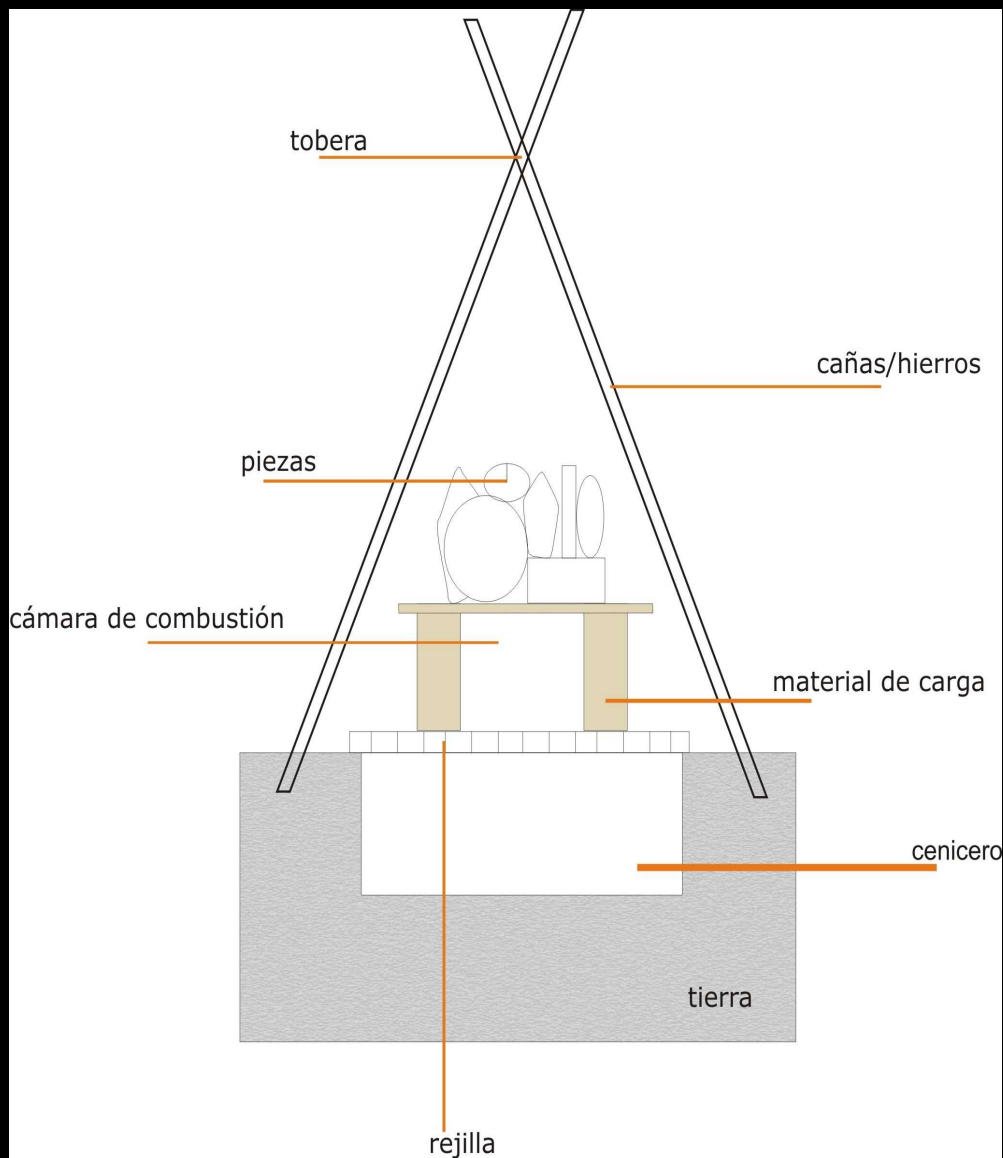 tobera
cañas/hierros
piezas
cámara de combustión
material de carga
cenicero
tierra
rejilla